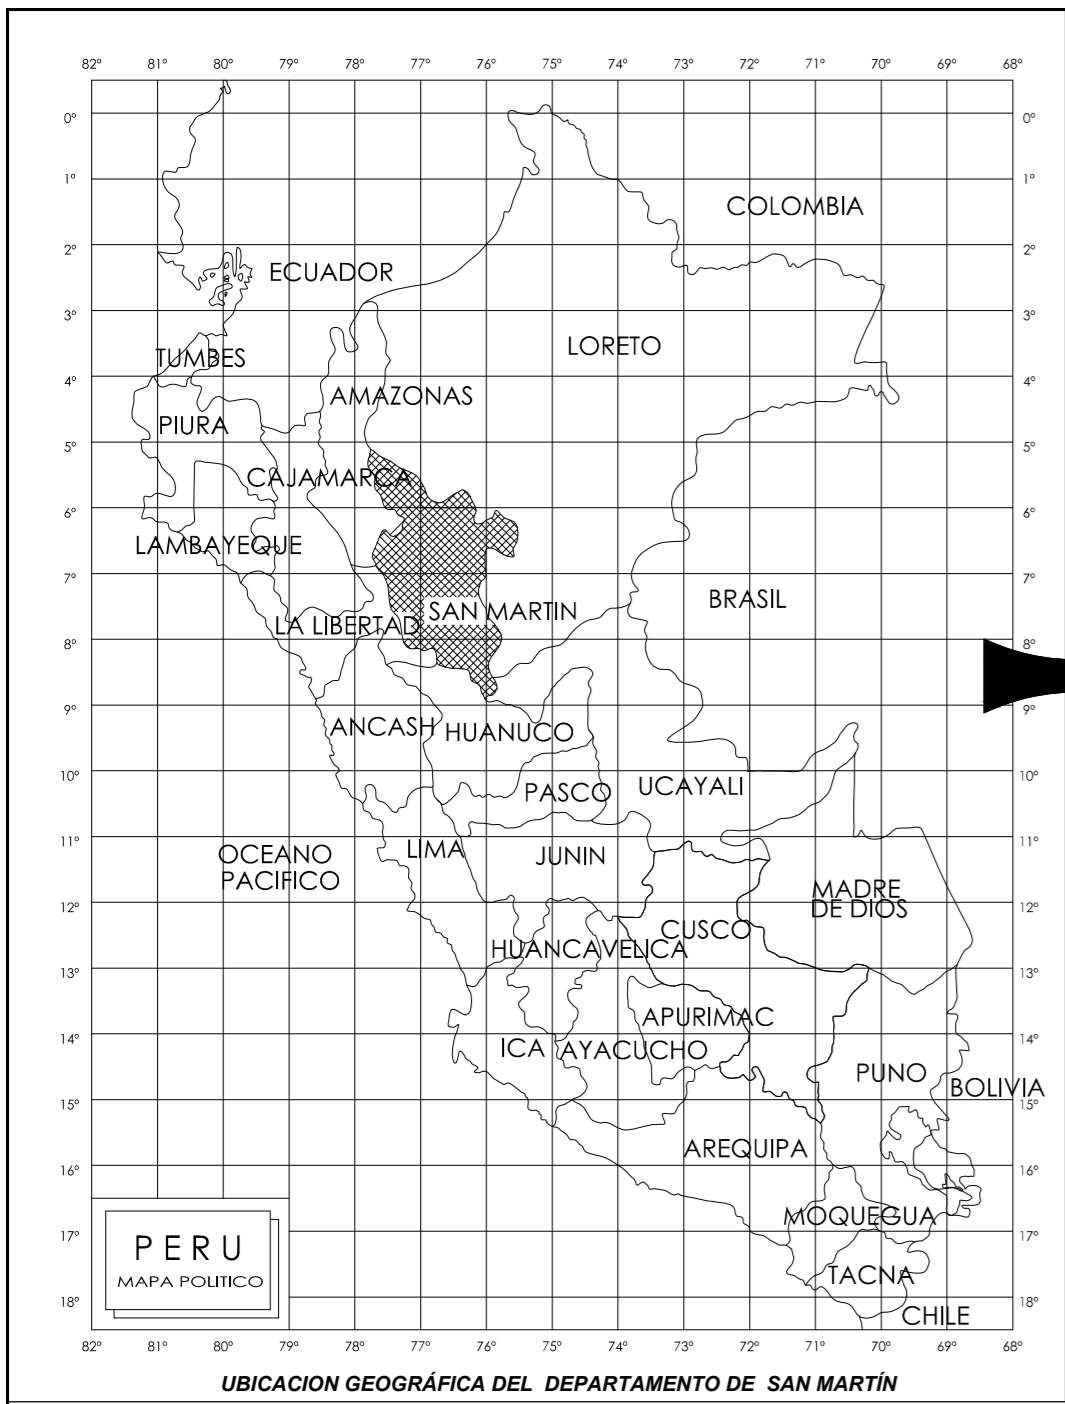 82° 81° 80° 79° 78° 77° 76° 75° 74° 73° 72° 71° 70° 69° 68°
0° 0°
1° 1°
COLOMBIA
2° 2°
ECUADOR
3° 3°
LORETO
TUMBES
4° 4°
AMAZONAS
PIURA
5° 5°
CAJAMARCA
6° 6°
LAMBAYEQUE
7° 7°
BRASIL
SAN MARTIN
LA LIBERTAD
8° 8°
9° 9°
ANCASH HUANUCO
10° 10°
PASCO UCAYALI
11° 11°
LIMA JUNIN
OCEANO
PACIFICO
MADRE
DE DIOS
12° 12°
CUSCO
HUANCAVELICA
13° 13°
APURIMAC
14° 14°
ICA AYACUCHO
PUNO
BOLIVIA
15° 15°
AREQUIPA
16° 16°
MOQUEGUA
17° 17°
PERU
MAPA POLITICO
TACNA
18° 18°
CHILE
82° 81° 80° 79° 78° 77° 76° 75° 74° 73° 72° 71° 70° 69° 68°
UBICACION GEOGRÁFICA DEL DEPARTAMENTO DE SAN MARTÍN